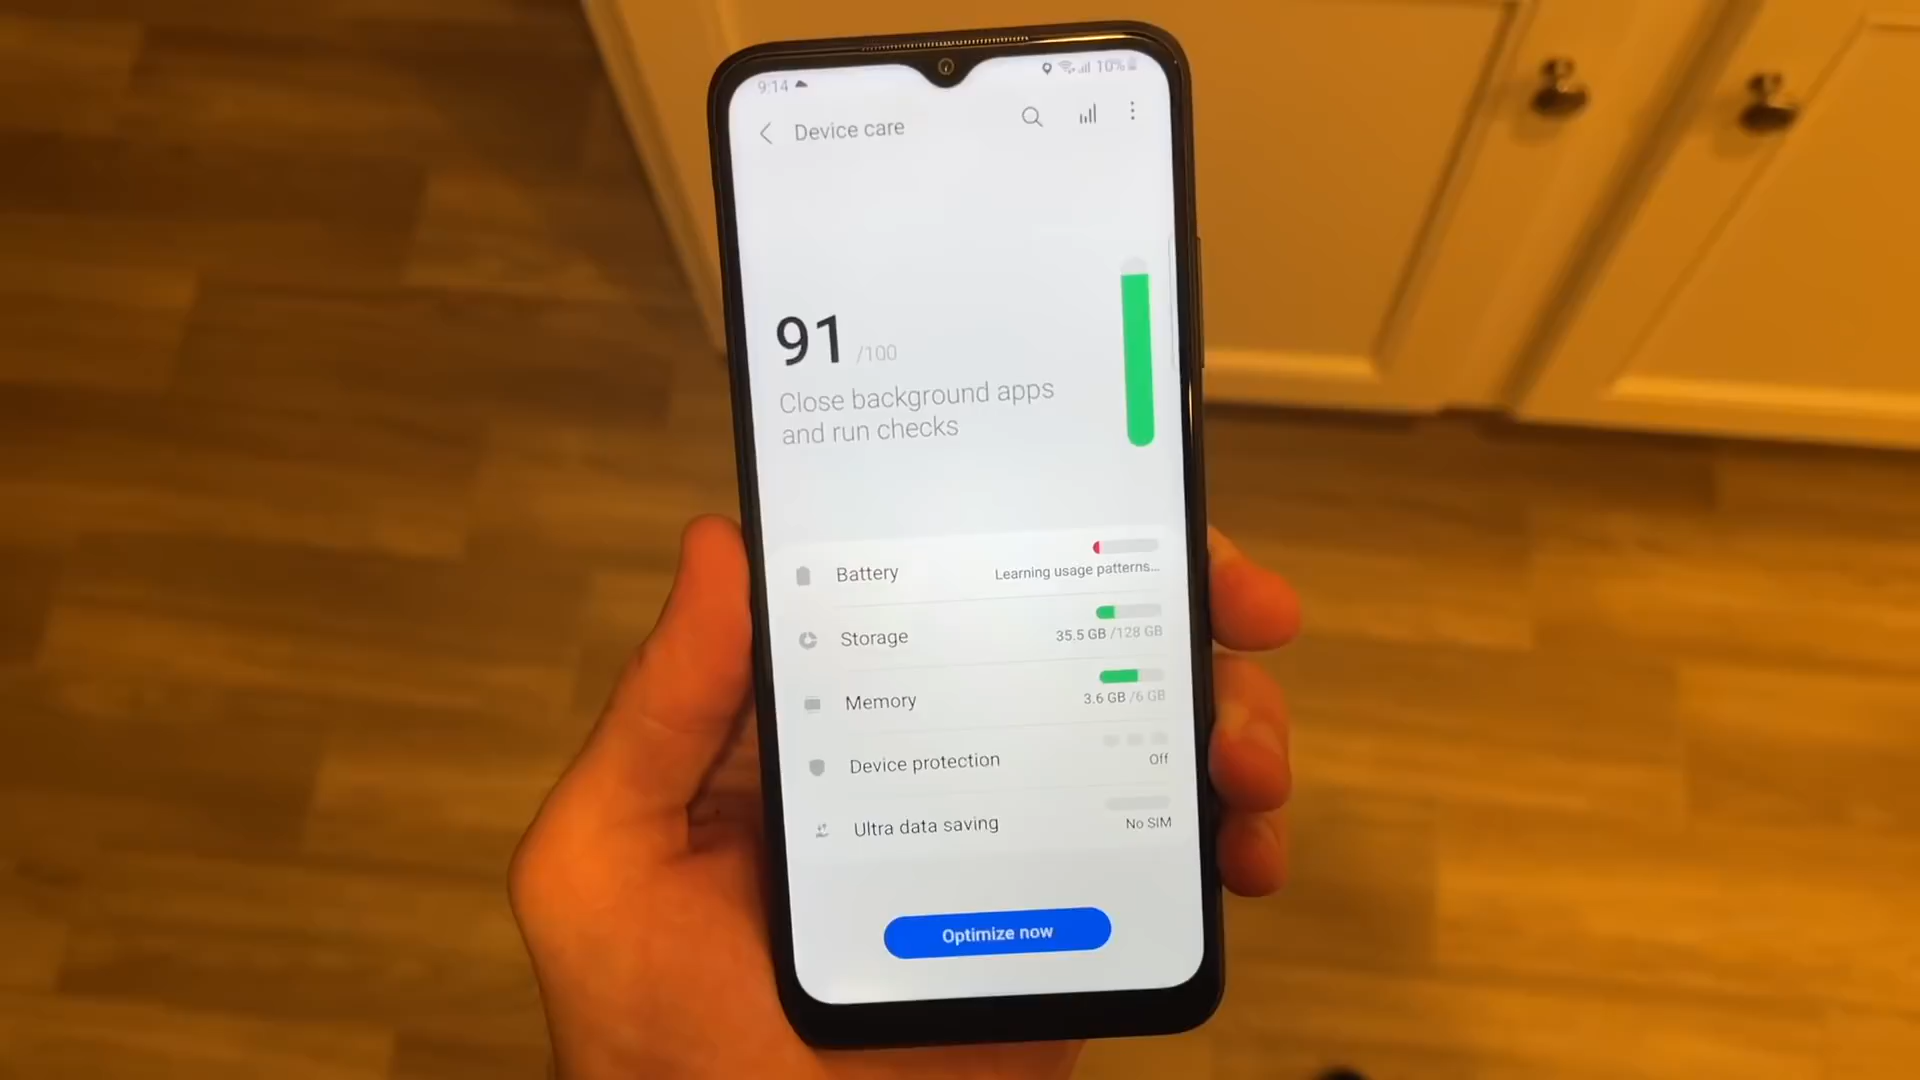 9:14
10%
Device care
91 /100
Close background apps
and run checks
Battery
Learning usage patterns...
Storage
35.5 GB /128 GB
Memory
3.6 GB /6 GB
Device protection
Off
Ultra data saving
No SIM
Optimize now